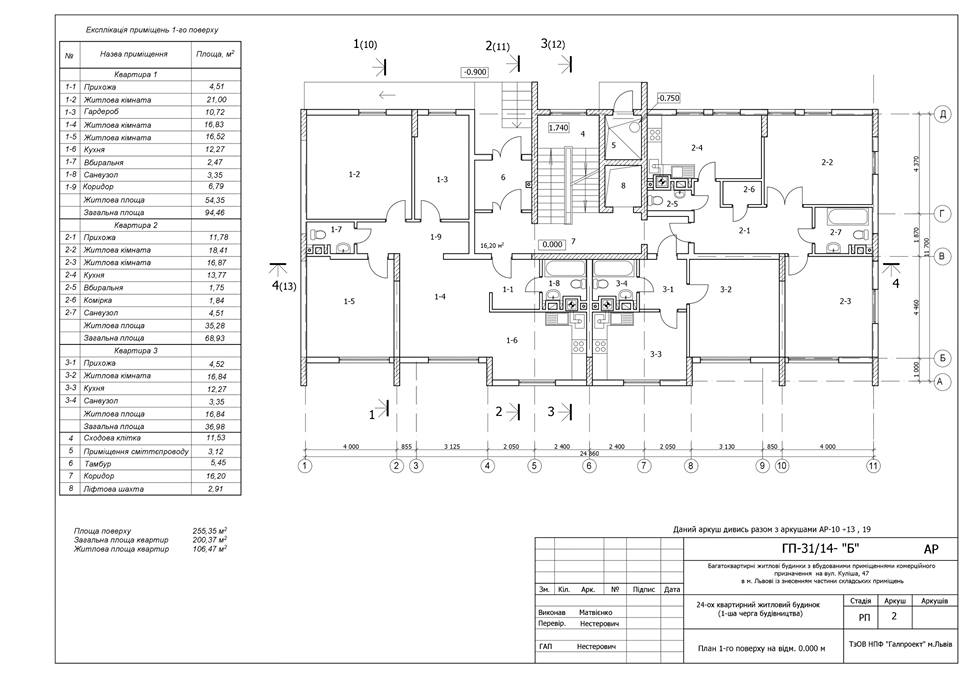 Експлікація приміщень 1-го поверху
№ Назва приміщення Площа, м²
Квартира 1
1-1 Прихожа 4,51
1-2 Житлова кімната 21,00
1-3 Гардероб 10,72
1-4 Житлова кімната 16,83
1-5 Житлова кімната 16,52
1-6 Кухня 12,27
1-7 Вбиральня 2,47
1-8 Санвузол 3,35
1-9 Коридор 6,79
Житлова площа 54,35
Загальна площа 94,46
Квартира 2
2-1 Прихожа 11,78
2-2 Житлова кімната 18,41
2-3 Житлова кімната 16,87
2-4 Кухня 13,77
2-5 Вбиральня 1,75
2-6 Комірка 1,84
2-7 Санвузол 4,51
Житлова площа 35,28
Загальна площа 68,93
Квартира 3
3-1 Прихожа 4,52
3-2 Житлова кімната 16,84
3-3 Кухня 12,27
3-4 Санвузол 3,35
Житлова площа 16,84
Загальна площа 36,98
4 Сходова клітка 11,53
5 Приміщення сміттєпроводу 3,12
6 Тамбур 5,45
7 Коридор 16,20
8 Ліфтова шахта 2,91
Площа поверху 255,35 м²
Загальна площа квартир 200,37 м²
Житлова площа квартир 106,47 м²
1(10) 2(11) 3(12)
-0.900
-0.750
1.740 4 5
2-4 2-2
1-2 1-3 6 8 2-6
2-5
1-7 1-9 2-1 2-7
16,20 м² 0.000 7
4(13) 4
1-5 1-4 1-1 1-8 3-4 3-1 3-2 2-3
1-6 3-3
1 2 3
4 000 855 3 125 2 050 2 400 2 400 2 050 3 130 850 4 000
24 860
1 2 3 4 5 6 7 8 9 10 11
Д
4 370
Г
1 870
11 700
В
4 460
Б
1 000
А
Даний аркуш дивись разом з аркушами АР-10 ÷13 , 19
ГП-31/14- "Б" АР
Багатоквартирні житлові будинки з вбудованими приміщеннями комерційного
призначення на вул. Куліша, 47
в м. Львові із знесенням частини складських приміщень
Зм. Кіл. Арк. № Підпис Дата
24-ох квартирний житловий будинок
(1-ша черга будівництва)
Стадія Аркуш Аркушів
РП 2
Виконав Матвієнко
Перевір. Нестерович
ГАП Нестерович
План 1-го поверху на відм. 0.000 м
ТзОВ НПФ "Галпроект" м.Львів